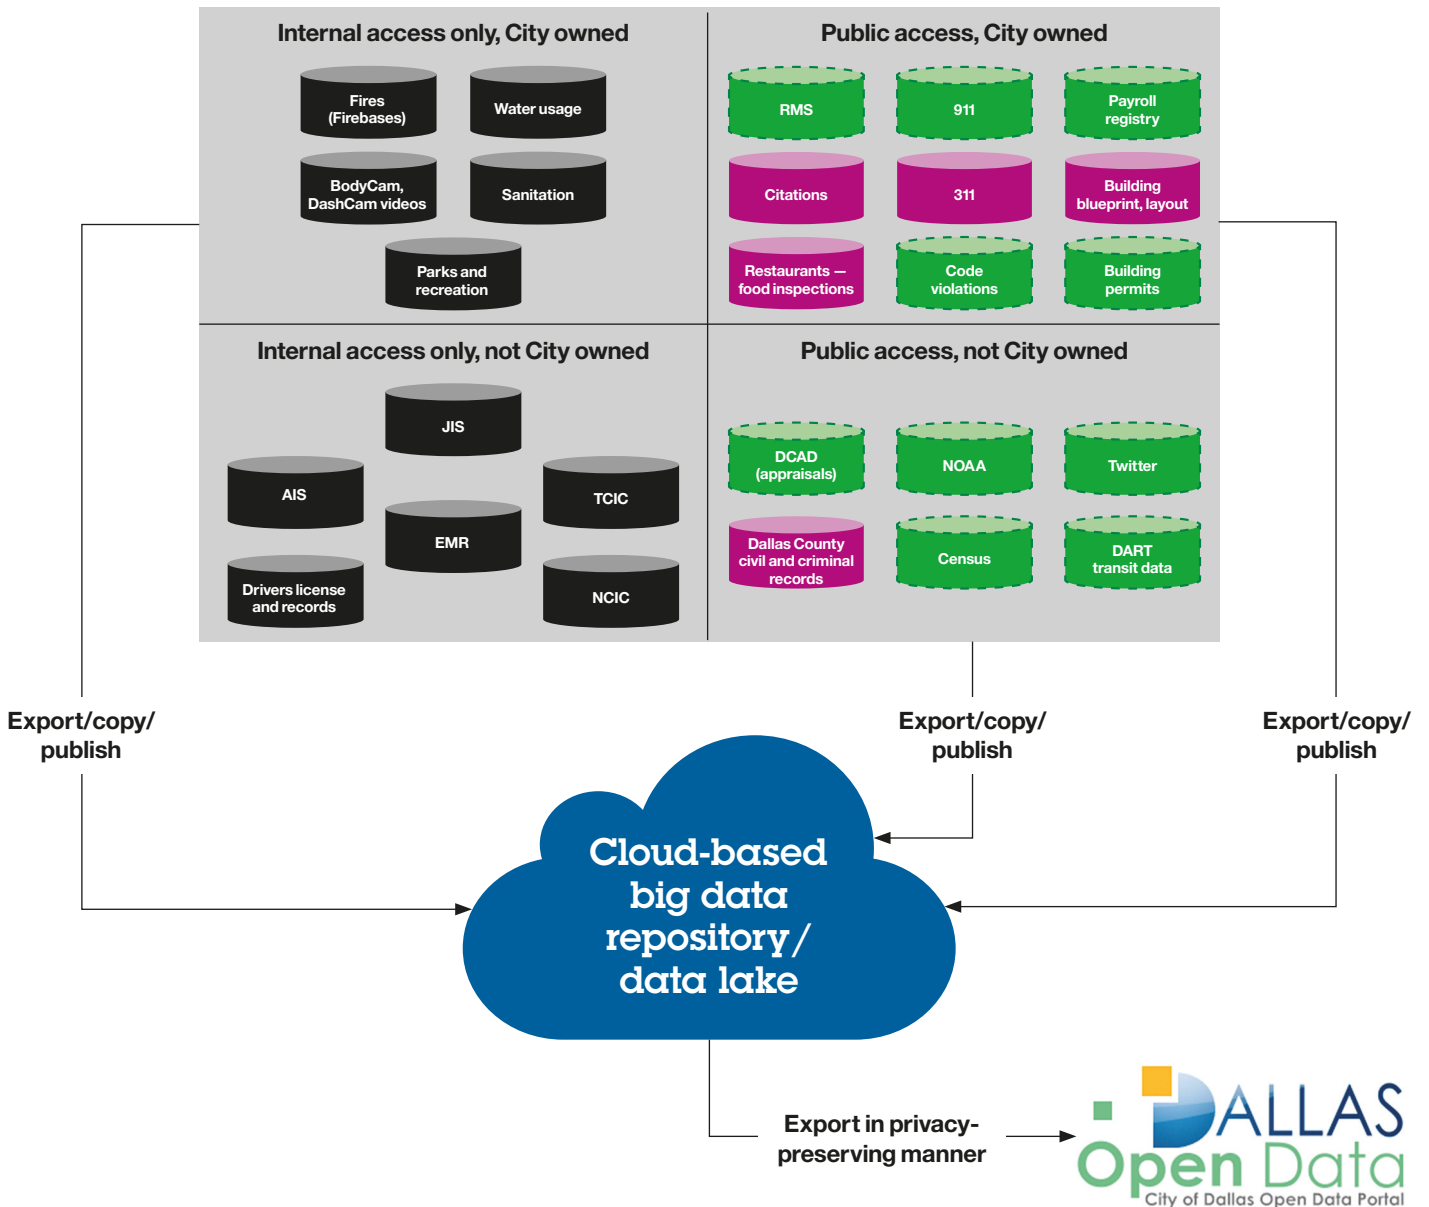 Internal access only, City owned
Fires
(Firebases)
Water usage
BodyCam,
DashCam videos
Sanitation
Parks and
recreation
Public access, City owned
RMS
911
Payroll
registry
Citations
311
Building
blueprint, layout
Restaurants —
food inspections
Code
violations
Building
permits
Internal access only, not City owned
JIS
AIS
TCIC
EMR
Drivers license
and records
NCIC
Public access, not City owned
DCAD
(appraisals)
NOAA
Twitter
Dallas County
civil and criminal
records
Census
DART
transit data
Export/copy/
publish
Export/copy/
publish
Export/copy/
publish
Cloud-based
big data
repository/
data lake
Export in privacy-
preserving manner
DALLAS
Open Data
City of Dallas Open Data Portal